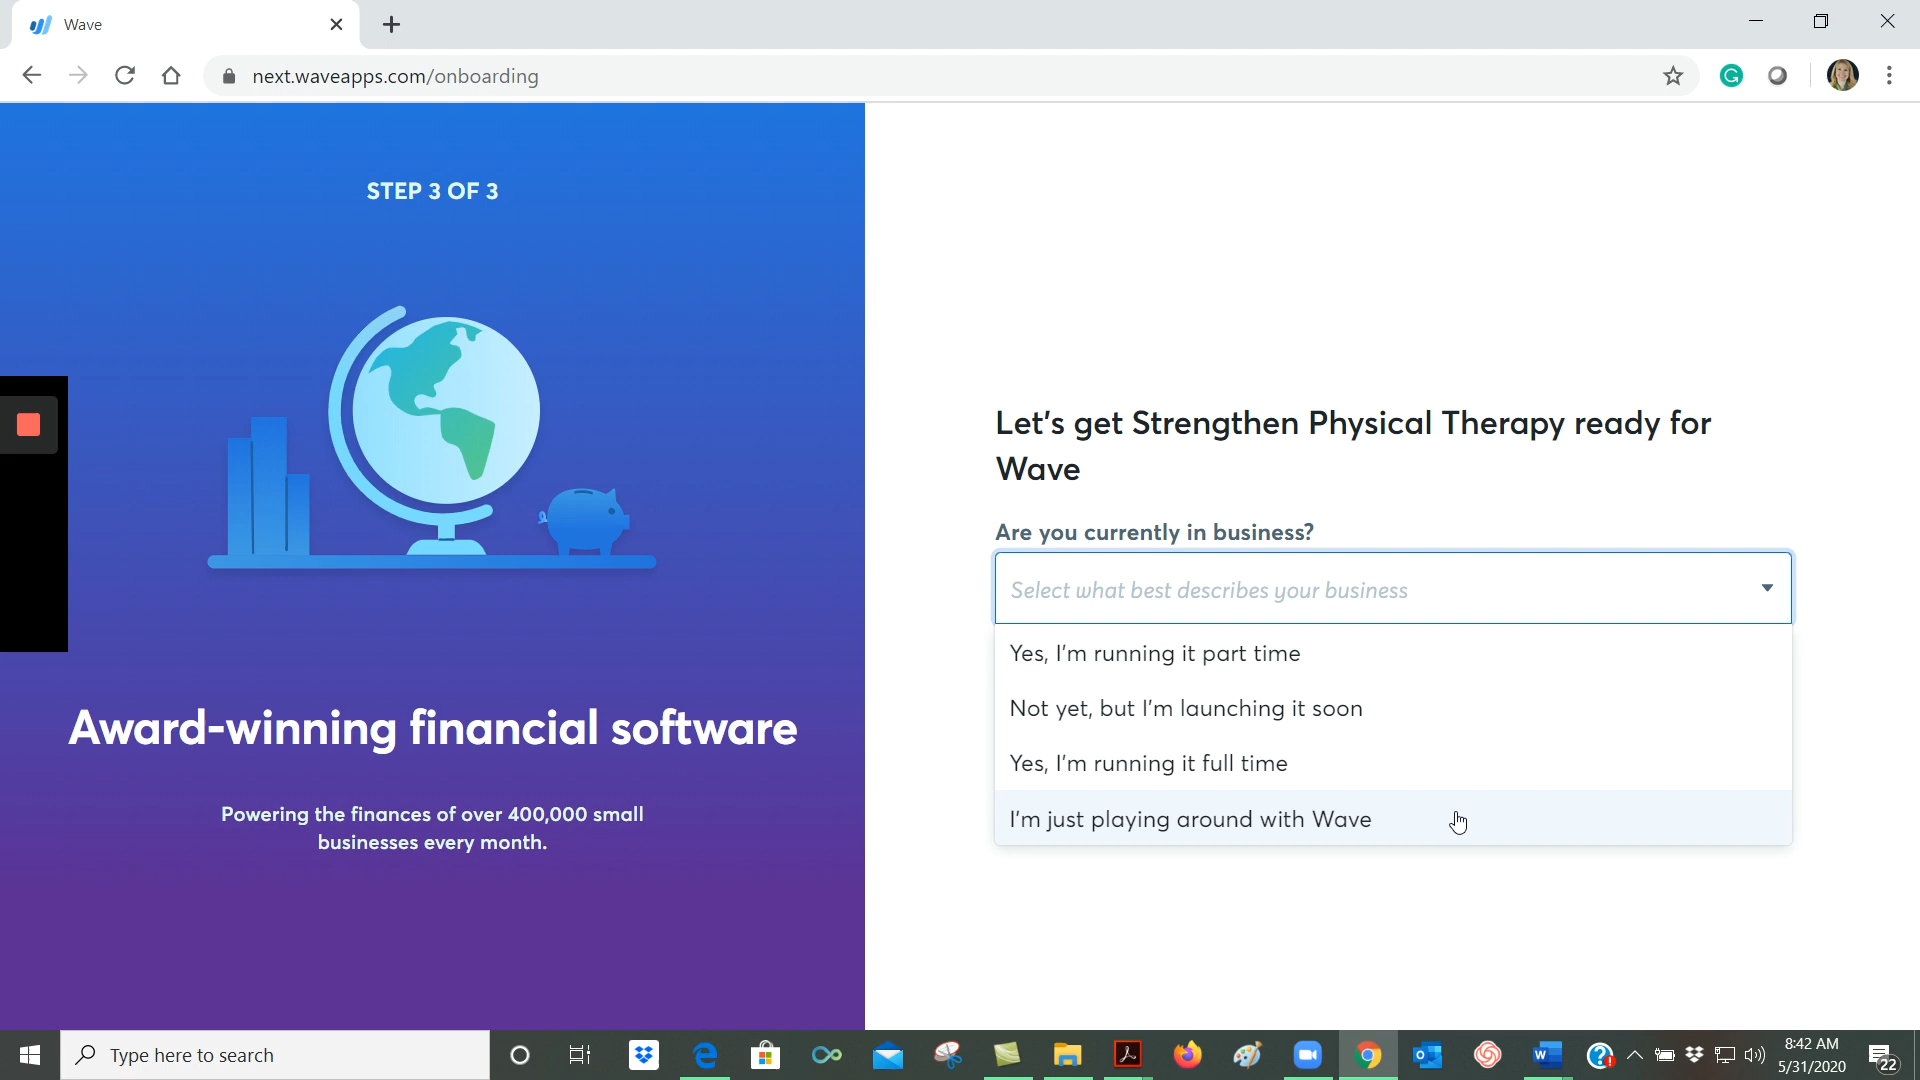 Wave
next.waveapps.com/onboarding
STEP 3 OF 3
Award-winning financial software
Powering the finances of over 400,000 small
businesses every month.
Let's get Strengthen Physical Therapy ready for
Wave
Are you currently in business?
Select what best describes your business
Yes, I'm running it part time
Not yet, but I'm launching it soon
Yes, I'm running it full time
I'm just playing around with Wave
Type here to search
8:42 AM
5/31/2020
22